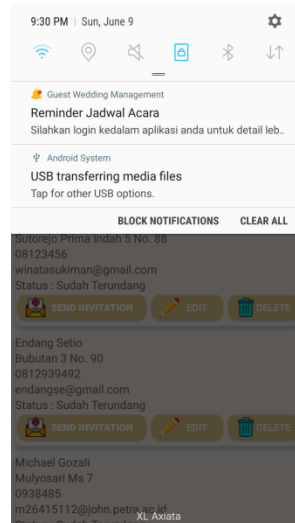 9:30 PM | Sun, June 9
Guest Wedding Management
Reminder Jadwal Acara
Silahkan login kedalam aplikasi anda untuk detail leb..
Android System
USB transferring media files
Tap for other USB options.
BLOCK NOTIFICATIONS CLEAR ALL
Sutorejo Prima Indah 5 No. 88
08123456
winatasukiman@gmail.com
Status : Sudah Terundang
SEND INVITATION EDIT DELETE
Endang Setio
Bubutan 3 No. 90
0812939492
endangse@gmail.com
Status : Sudah Terundang
SEND INVITATION EDIT DELETE
Michael Gozali
Mulyosari Ms 7
0938485
m26415112@john.petra.ac.id
XL Axiata